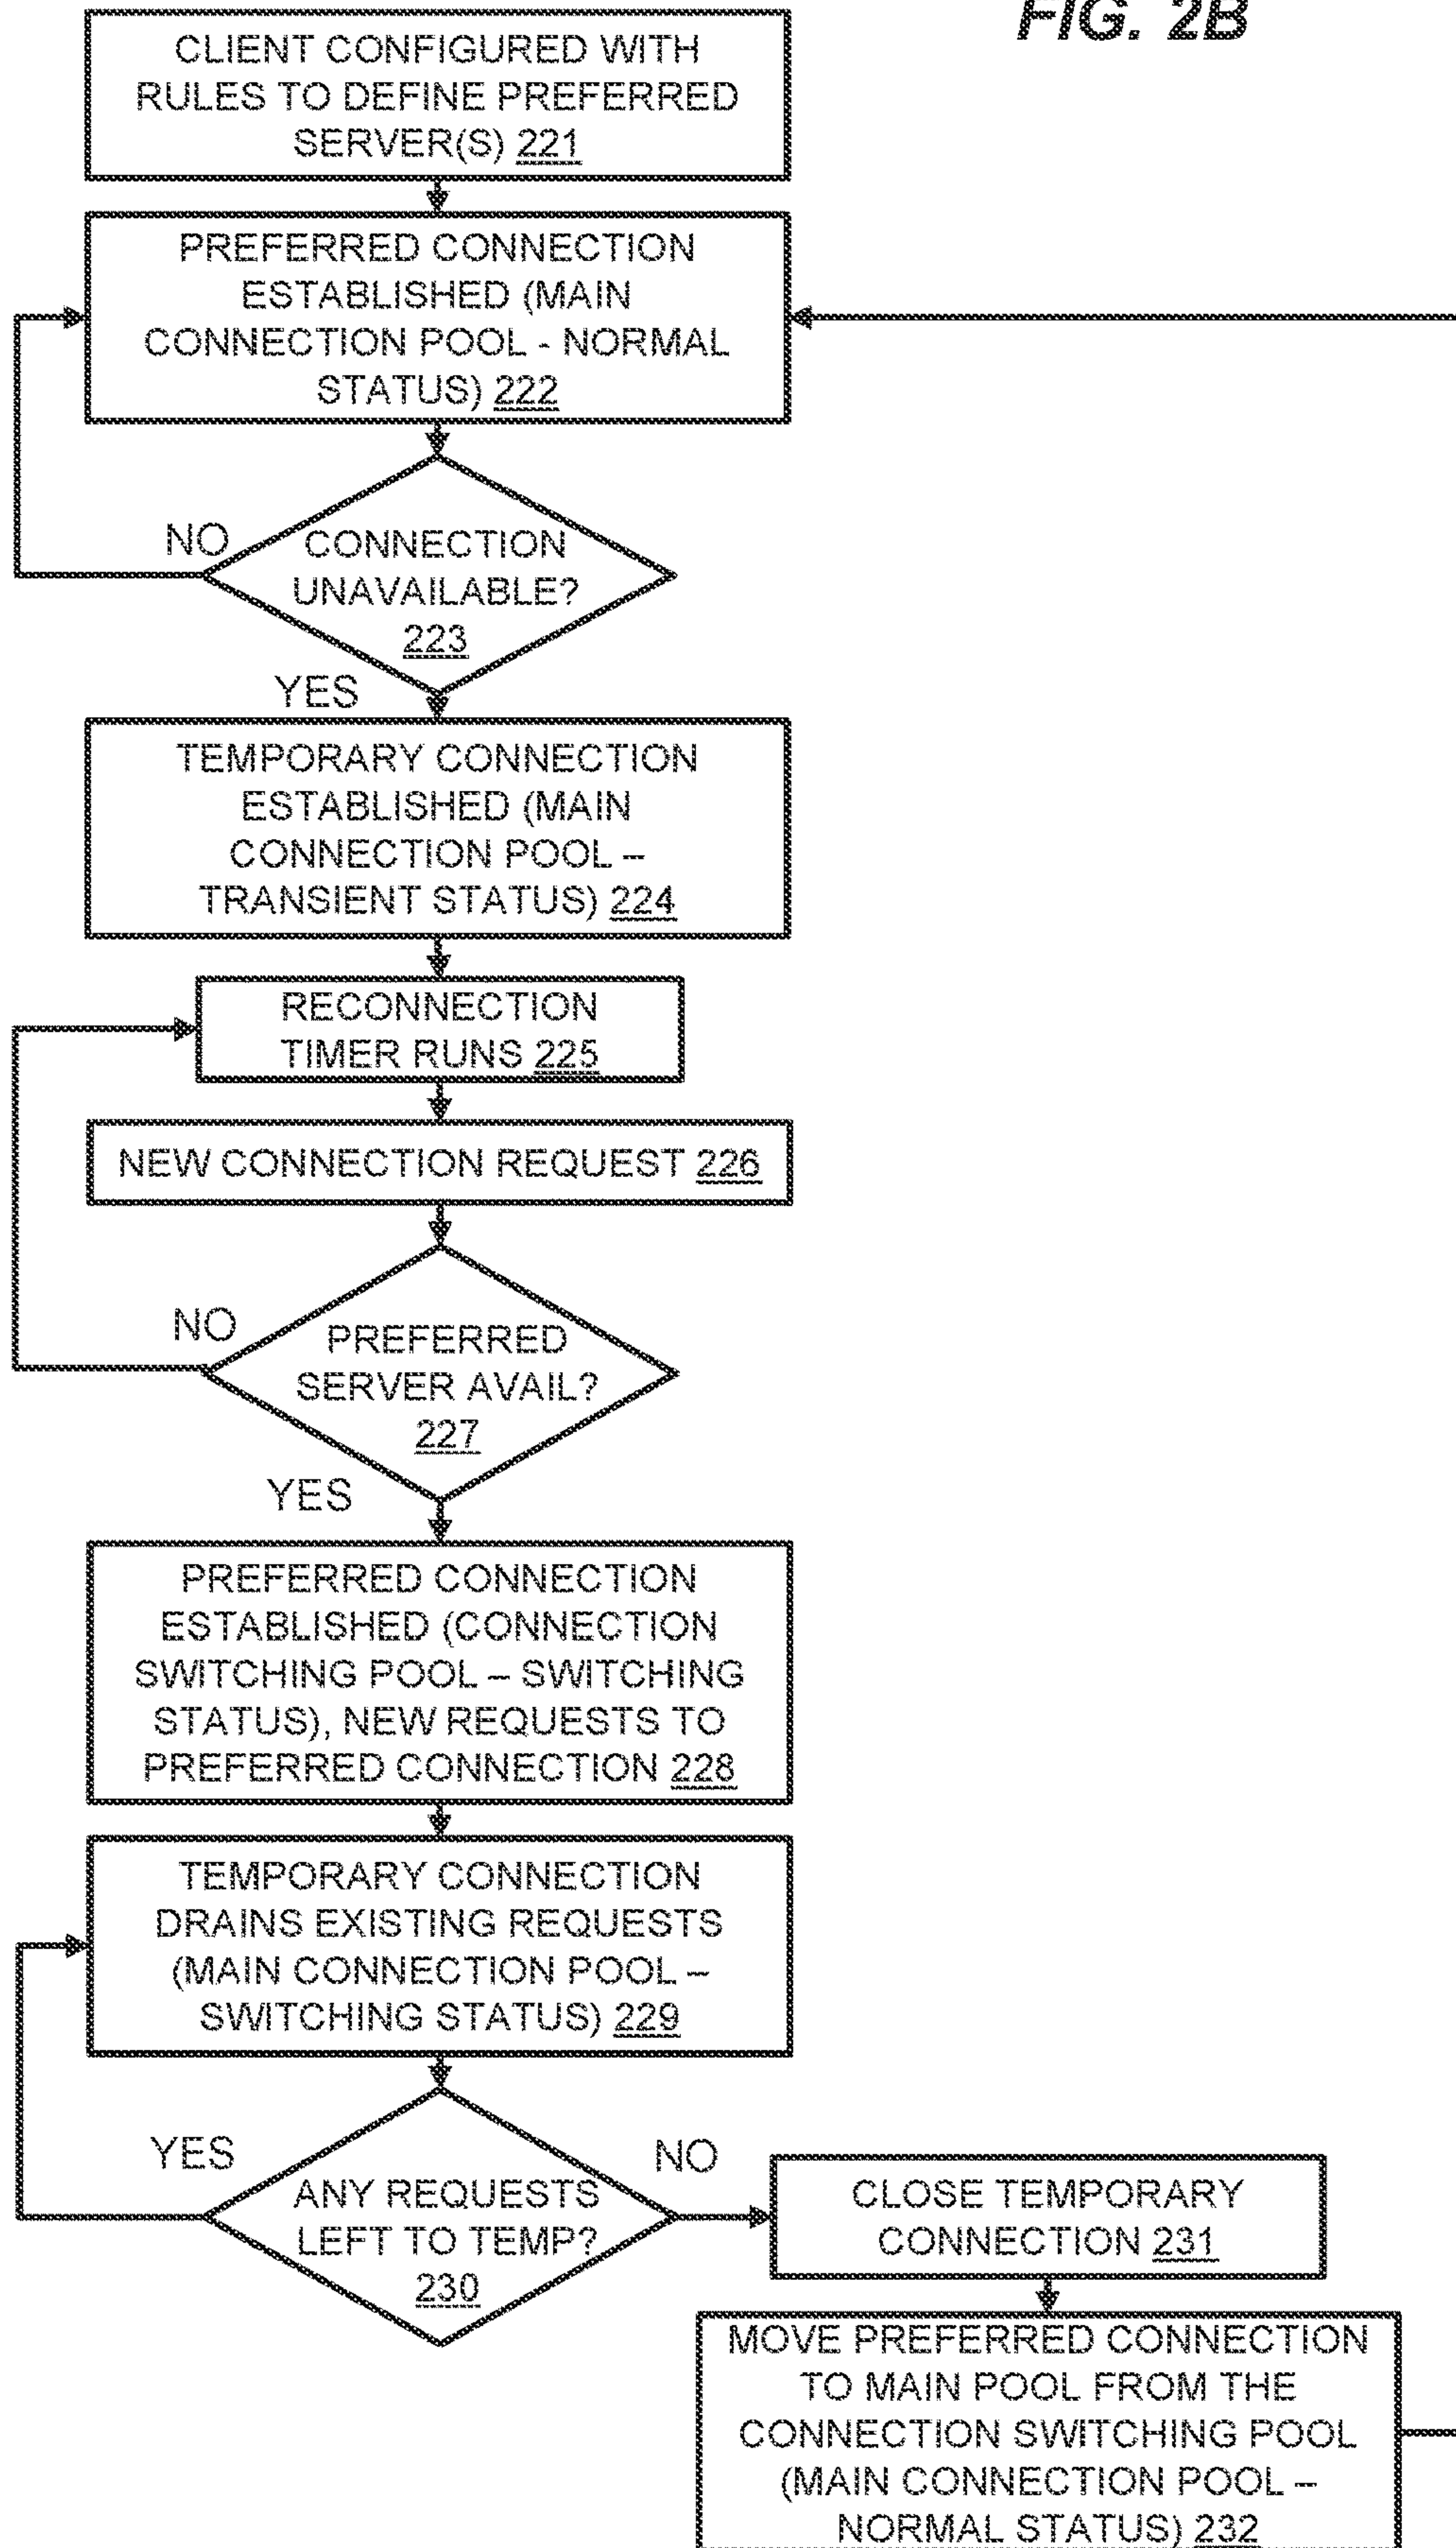 FIG. 2B
CLIENT CONFIGURED WITH
RULES TO DEFINE PREFERRED
SERVER(S) 221
PREFERRED CONNECTION
ESTABLISHED (MAIN
CONNECTION POOL - NORMAL
STATUS) 222
NO
CONNECTION
UNAVAILABLE?
223
YES
TEMPORARY CONNECTION
ESTABLISHED (MAIN
CONNECTION POOL –
TRANSIENT STATUS) 224
RECONNECTION
TIMER RUNS 225
NEW CONNECTION REQUEST 226
NO
PREFERRED
SERVER AVAIL?
227
YES
PREFERRED CONNECTION
ESTABLISHED (CONNECTION
SWITCHING POOL – SWITCHING
STATUS), NEW REQUESTS TO
PREFERRED CONNECTION 228
TEMPORARY CONNECTION
DRAINS EXISTING REQUESTS
(MAIN CONNECTION POOL –
SWITCHING STATUS) 229
YES
ANY REQUESTS
LEFT TO TEMP?
230
NO
CLOSE TEMPORARY
CONNECTION 231
MOVE PREFERRED CONNECTION
TO MAIN POOL FROM THE
CONNECTION SWITCHING POOL
(MAIN CONNECTION POOL –
NORMAL STATUS) 232